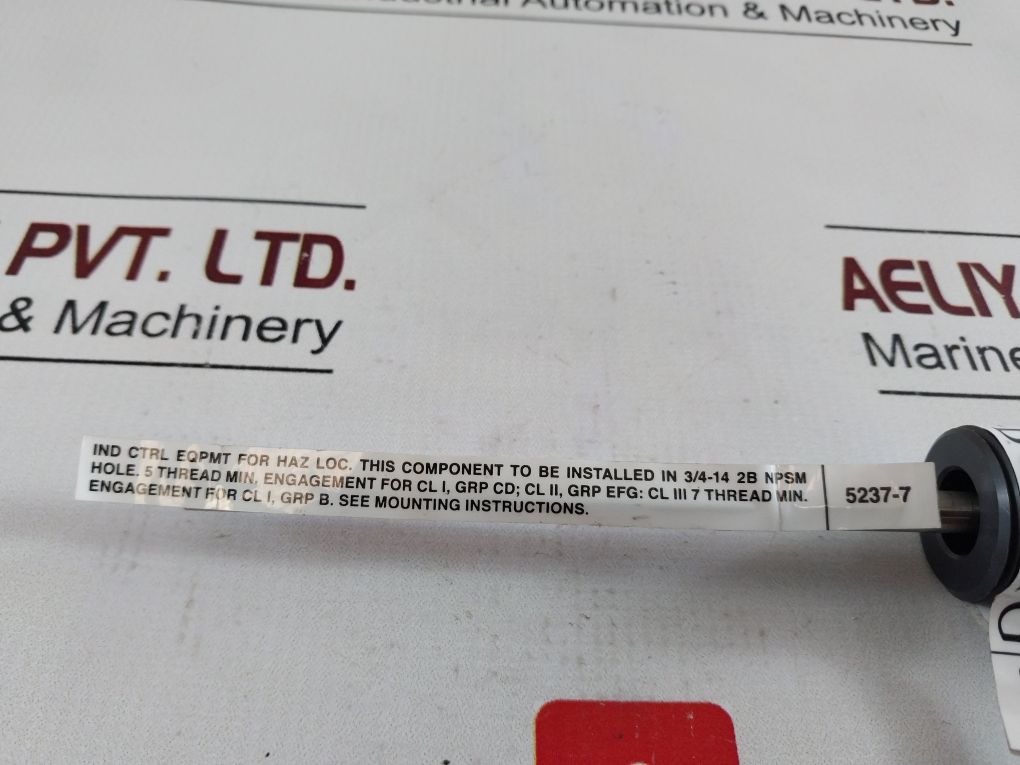 LTD.
Industrial Automation & Machinery
PVT. LTD.
& Machinery
AELIY
Marine
IND CTRL EQPMT FOR HAZ LOC. THIS COMPONENT TO BE INSTALLED IN 3/4-14 2B NPSM
HOLE. 5 THREAD MIN. ENGAGEMENT FOR CL I, GRP CD; CL II, GRP EFG: CL III 7 THREAD MIN.
ENGAGEMENT FOR CL I, GRP B. SEE MOUNTING INSTRUCTIONS.
5237-7